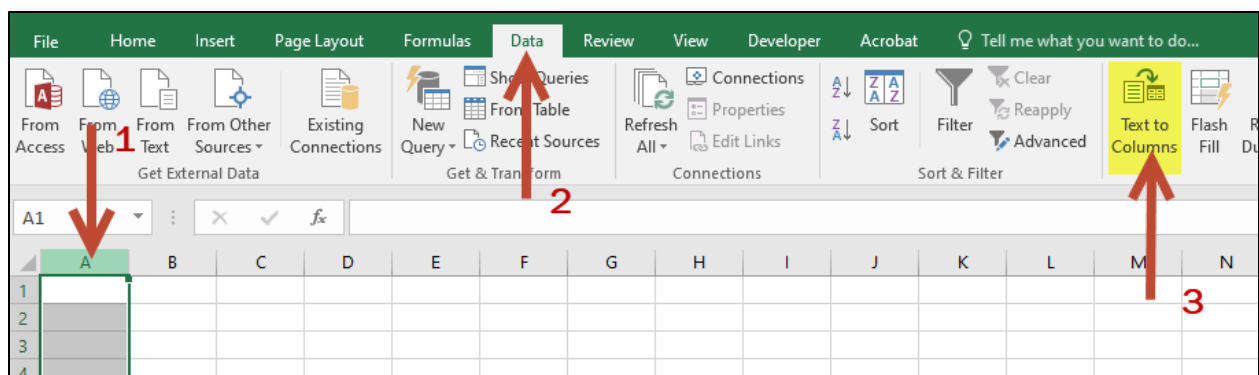 File Home Insert Page Layout Formulas Data Review View Developer Acrobat Tell me what you want to do...
From Access
From Web
From Text
From Other Sources
Existing Connections
New Query
Show Queries
From Table
Recent Sources
Refresh All
Connections
Properties
Edit Links
Sort
Filter
Clear
Reapply
Advanced
Text to Columns
Flash Fill
Get External Data
Get & Transform
Connections
Sort & Filter
1
2
3
A1
fx
A B C D E F G H I J K L M N
1
2
3
4